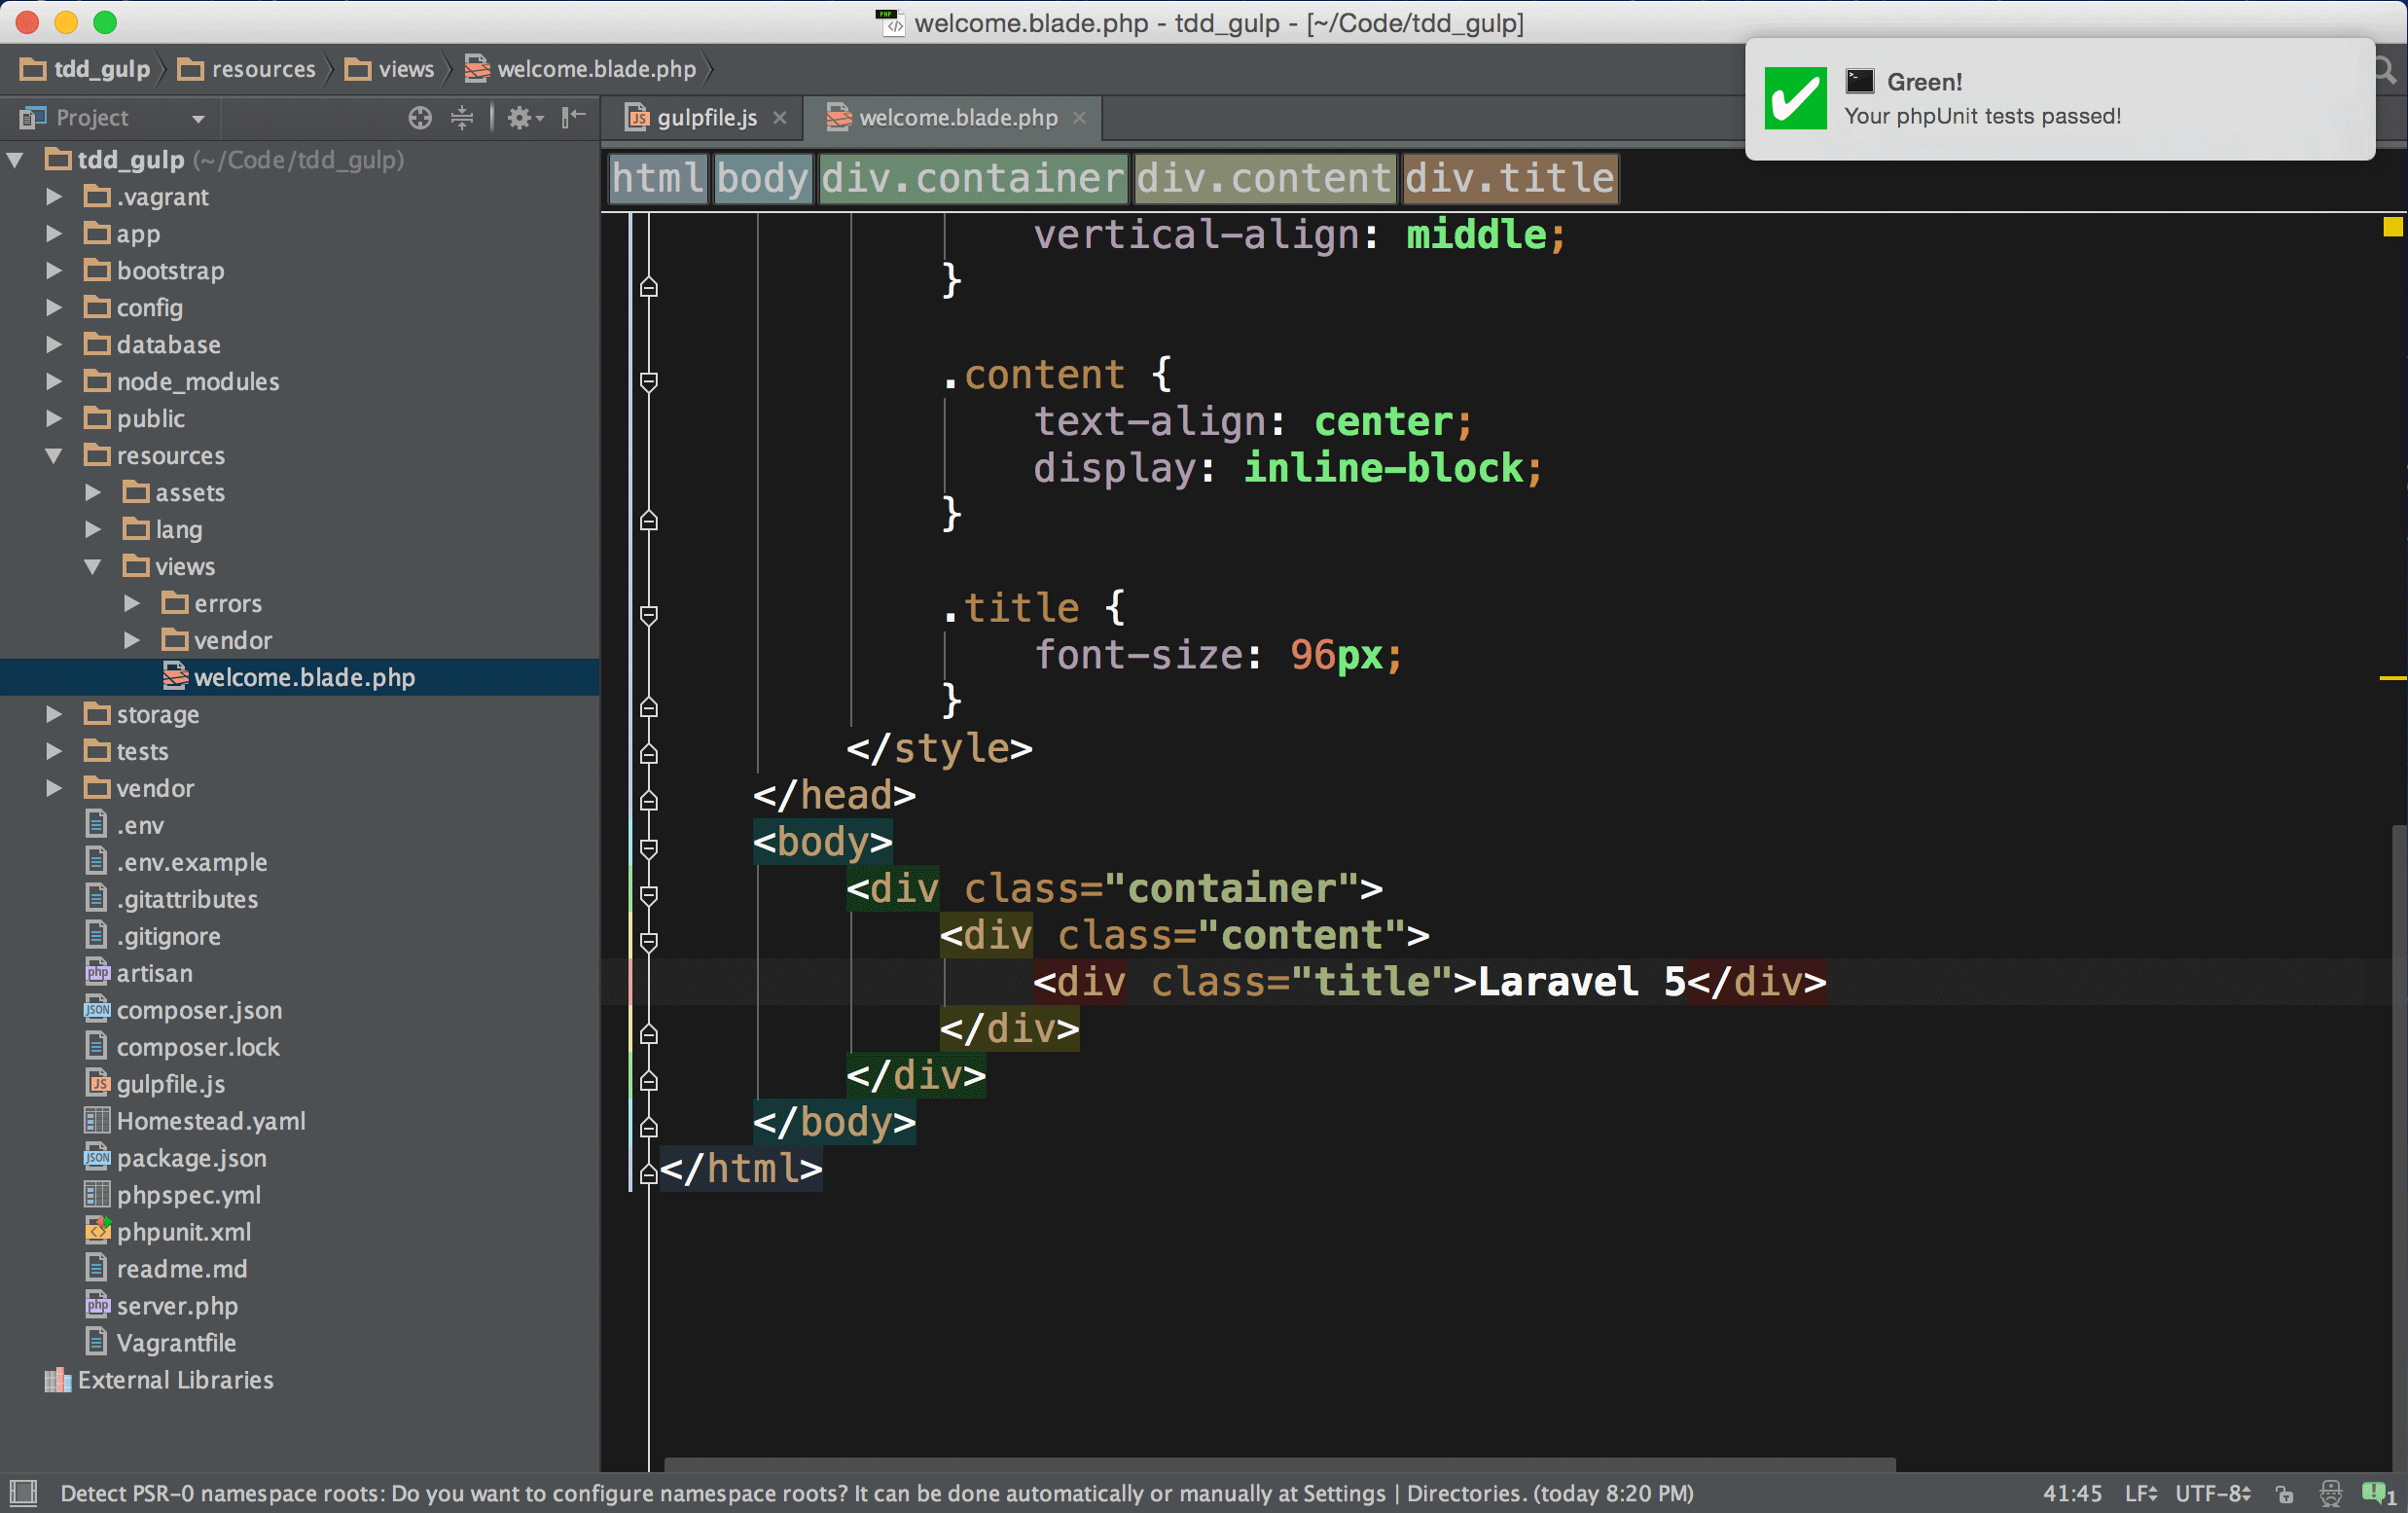 welcome.blade.php - tdd_gulp - [~/Code/tdd_gulp]
tdd_gulp resources views welcome.blade.php
Green!
Your phpUnit tests passed!
Project
gulpfile.js welcome.blade.php
html body div.container div.content div.title
tdd_gulp (~/Code/tdd_gulp)
.vagrant
app
bootstrap
config
database
node_modules
public
resources
assets
lang
views
errors
vendor
welcome.blade.php
storage
tests
vendor
.env
.env.example
.gitattributes
.gitignore
artisan
composer.json
composer.lock
gulpfile.js
Homestead.yaml
package.json
phpspec.yml
phpunit.xml
readme.md
server.php
Vagrantfile
External Libraries
vertical-align: middle;
}
.content {
text-align: center;
display: inline-block;
}
.title {
font-size: 96px;
}
</style>
</head>
<body>
<div class="container">
<div class="content">
<div class="title">Laravel 5</div>
</div>
</div>
</body>
</html>
Detect PSR-0 namespace roots: Do you want to configure namespace roots? It can be done automatically or manually at Settings | Directories. (today 8:20 PM) 41:45 LF UTF-8 1